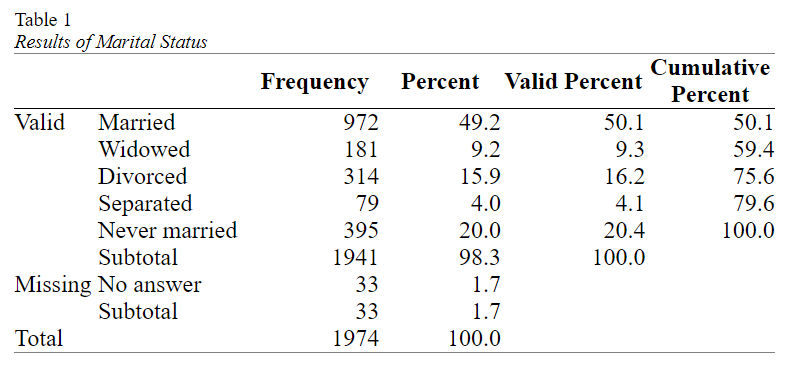 Table 1
Results of Marital Status
Frequency Percent Valid Percent Cumulative Percent
Valid Married 972 49.2 50.1 50.1
Widowed 181 9.2 9.3 59.4
Divorced 314 15.9 16.2 75.6
Separated 79 4.0 4.1 79.6
Never married 395 20.0 20.4 100.0
Subtotal 1941 98.3 100.0
Missing No answer 33 1.7
Subtotal 33 1.7
Total 1974 100.0